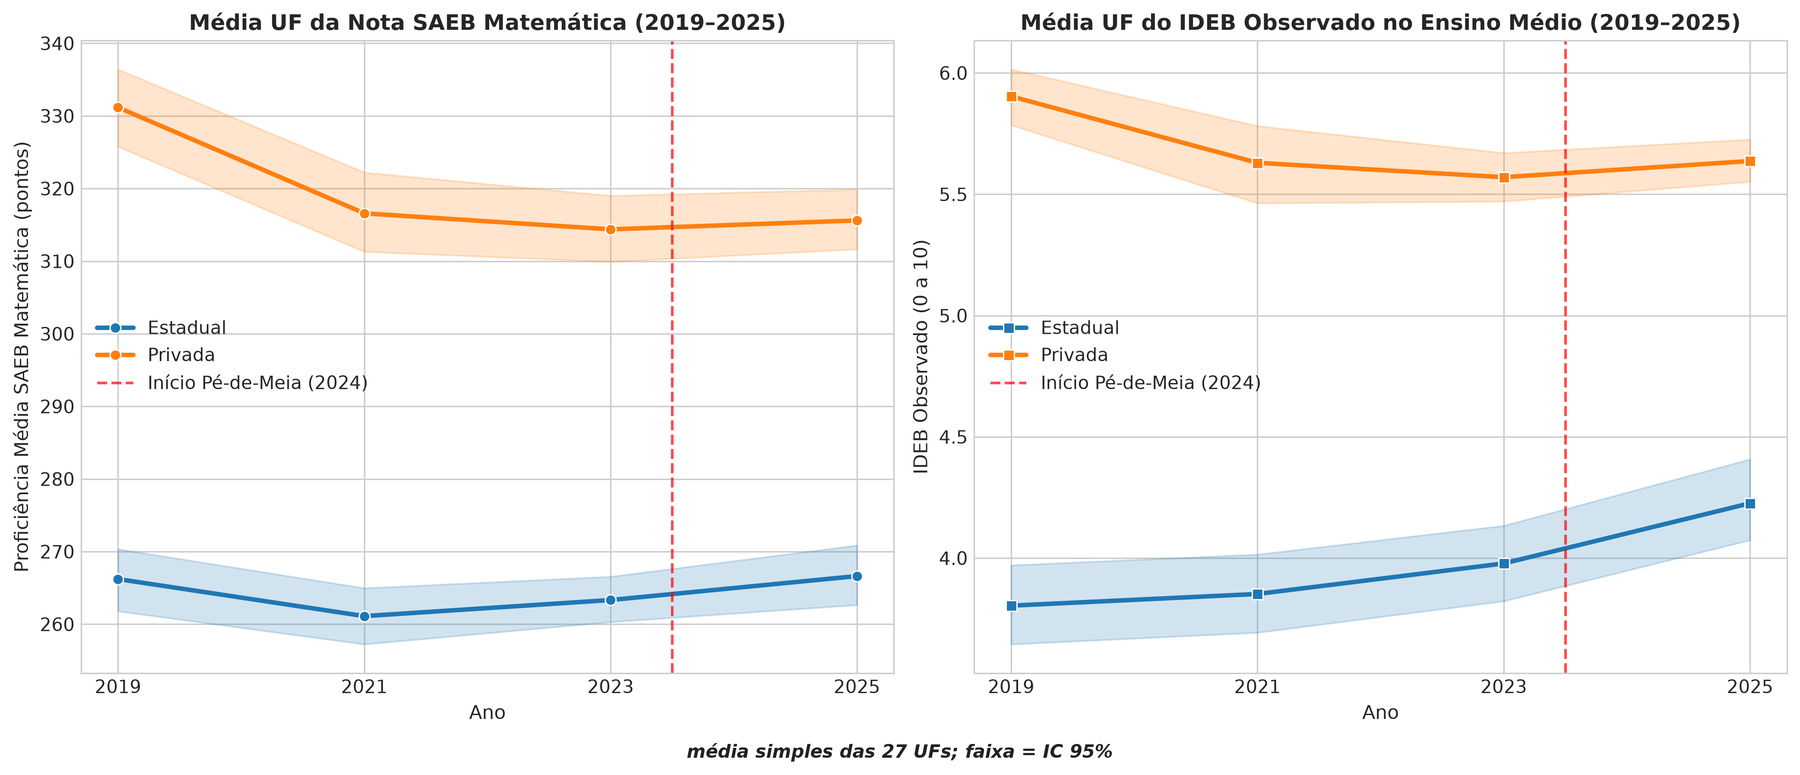 Média UF da Nota SAEB Matemática (2019–2025)
Proficiência Média SAEB Matemática (pontos)
340
330
320
310
300
290
280
270
260
Estadual
Privada
Início Pé-de-Meia (2024)
2019 2021 2023 2025
Ano
Média UF do IDEB Observado no Ensino Médio (2019–2025)
IDEB Observado (0 a 10)
6.0
5.5
5.0
4.5
4.0
Estadual
Privada
Início Pé-de-Meia (2024)
2019 2021 2023 2025
Ano
média simples das 27 UFs; faixa = IC 95%